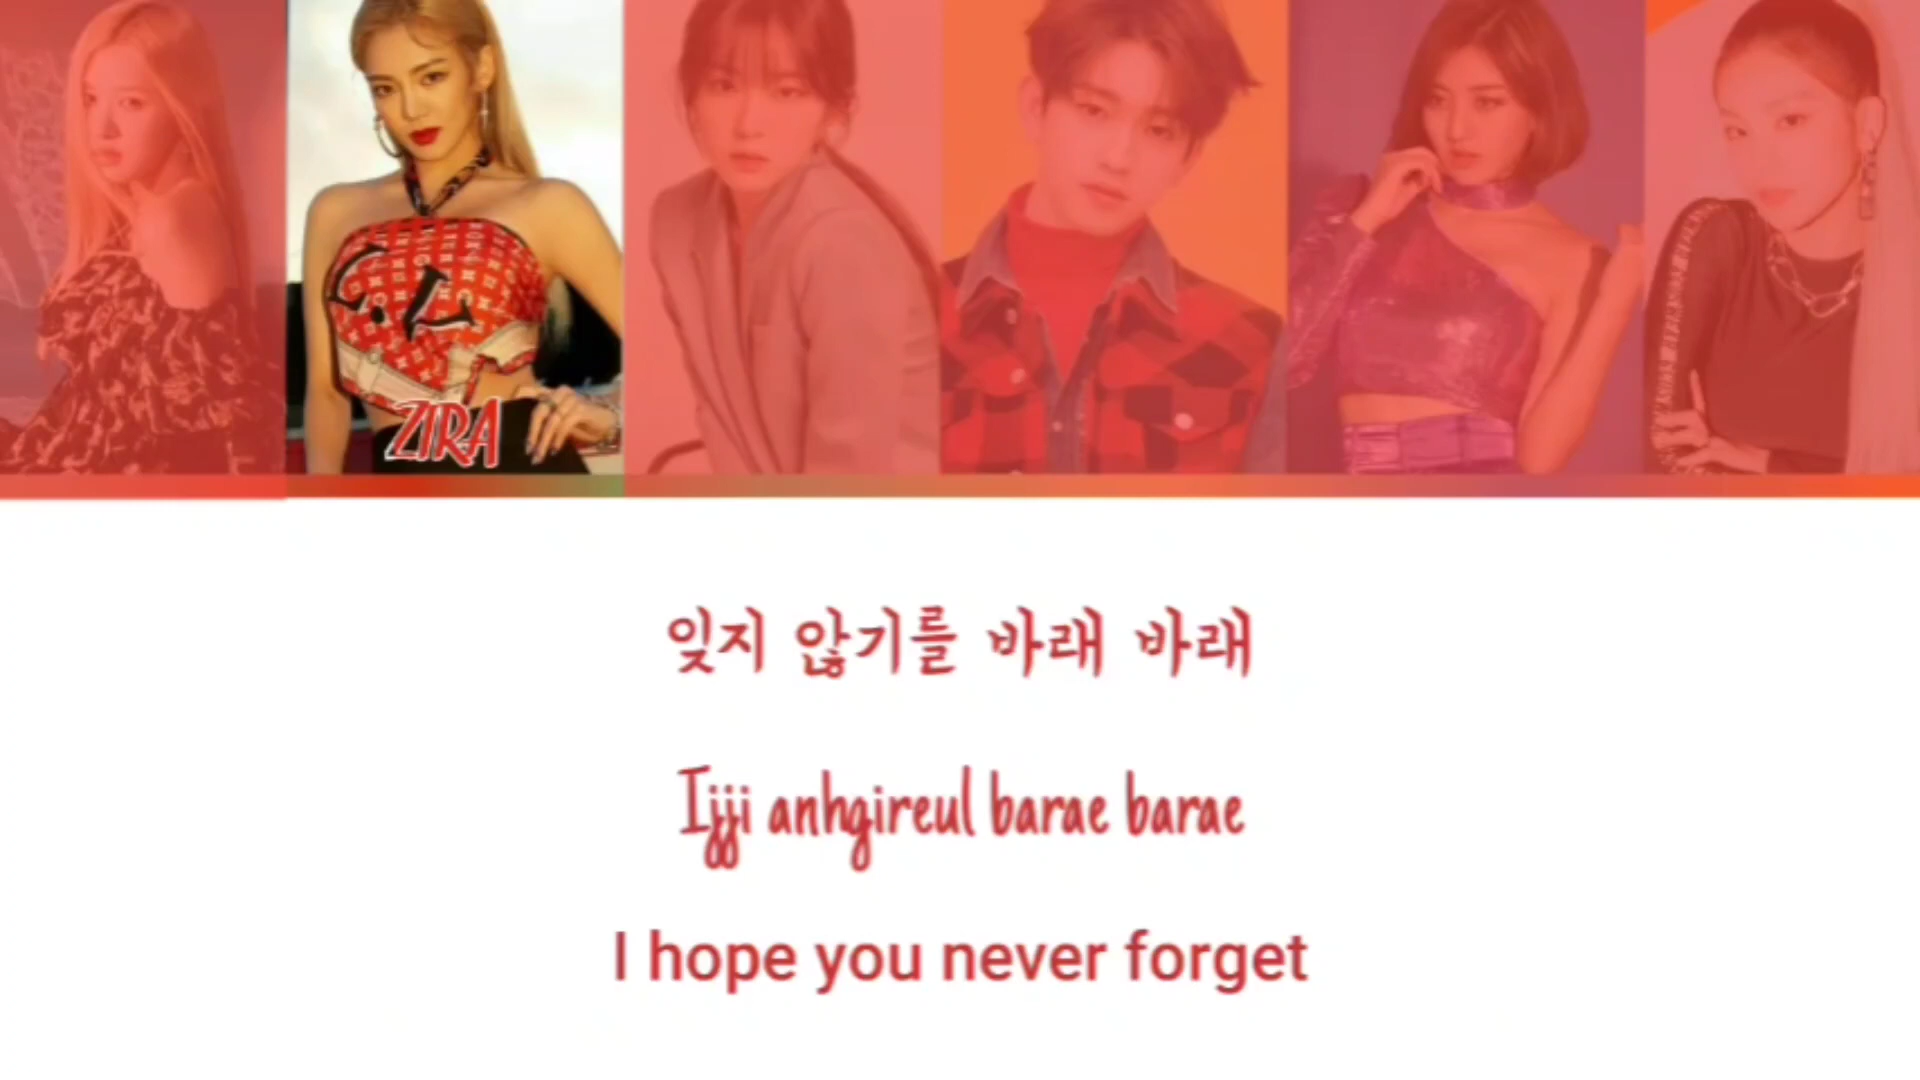 ZIRA
잊지 않기를 바래 바래
Ijji anhgireul barae barae
I hope you never forget